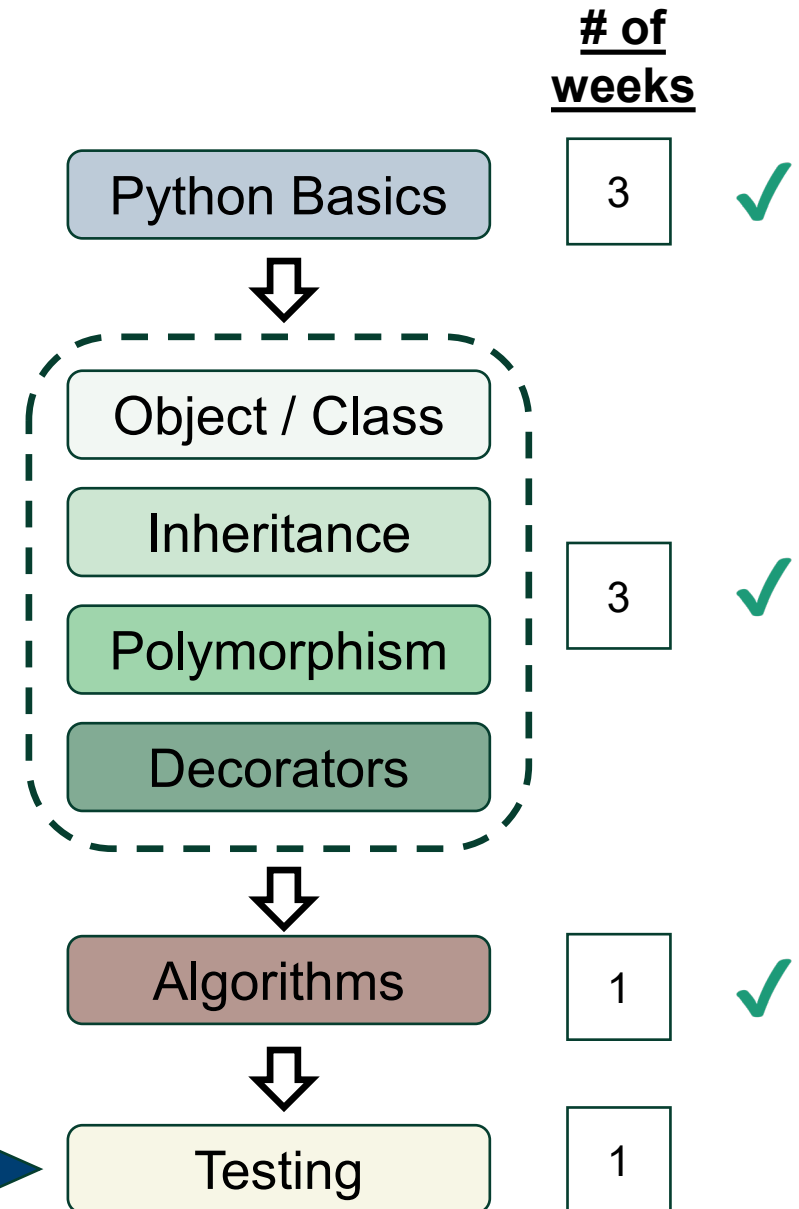 # of
weeks
Python Basics 3
Object / Class
Inheritance
3
Polymorphism
Decorators
Algorithms 1
Testing 1